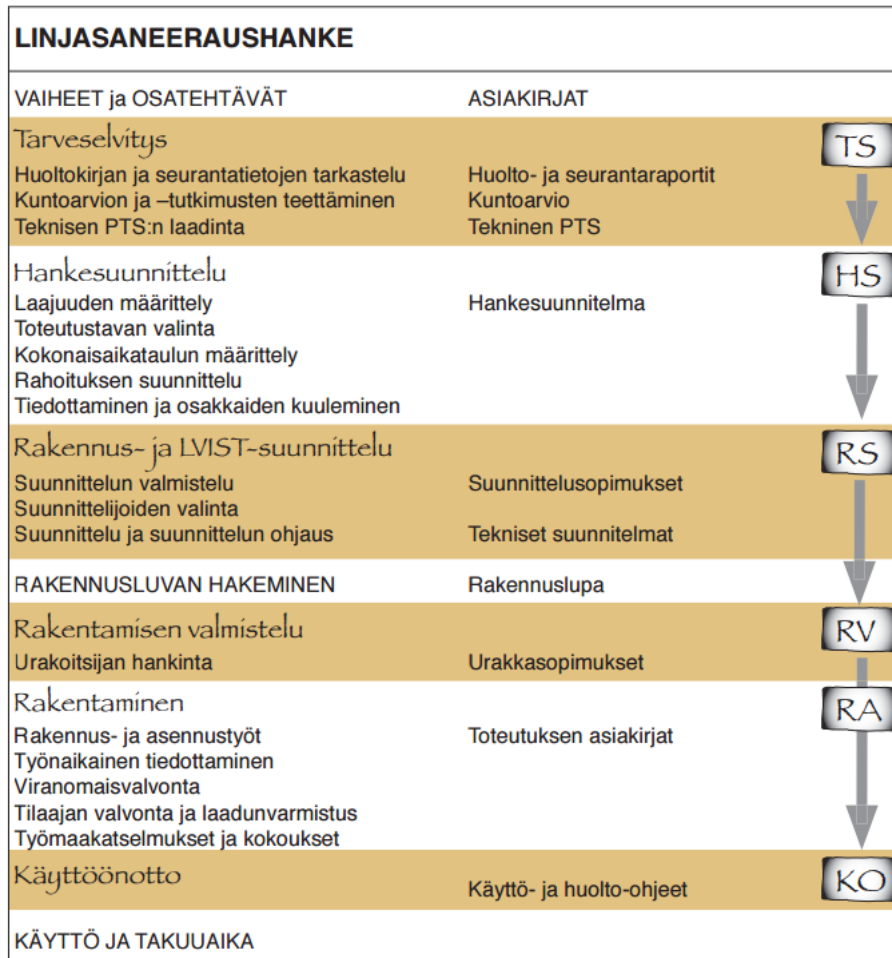 LINJASANEERAUSHANKE
VAIHEET ja OSATEHTÄVÄT ASIAKIRJAT
Tarveselvitys TS
Huoltokirjan ja seurantatietojen tarkastelu Huolto- ja seurantaraportit
Kuntoarvion ja –tutkimusten teettäminen Kuntoarvio
Teknisen PTS:n laadinta Tekninen PTS
Hankesuunnittelu HS
Laajuuden määrittely Hankesuunnitelma
Toteutustavan valinta
Kokonaisaikataulun määrittely
Rahoituksen suunnittelu
Tiedottaminen ja osakkaiden kuuleminen
Rakennus- ja LVIST-suunnittelu RS
Suunnittelun valmistelu Suunnittelusopimukset
Suunnittelijoiden valinta
Suunnittelu ja suunnittelun ohjaus Tekniset suunnitelmat
RAKENNUSLUVAN HAKEMINEN Rakennuslupa
Rakentamisen valmistelu RV
Urakoitsijan hankinta Urakkasopimukset
Rakentaminen RA
Rakennus- ja asennustyöt Toteutuksen asiakirjat
Työnaikainen tiedottaminen
Viranomaisvalvonta
Tilaajan valvonta ja laadunvarmistus
Työmaakatselmukset ja kokoukset
Käyttöönotto KO
Käyttö- ja huolto-ohjeet
KÄYTTÖ JA TAKUUAIKA